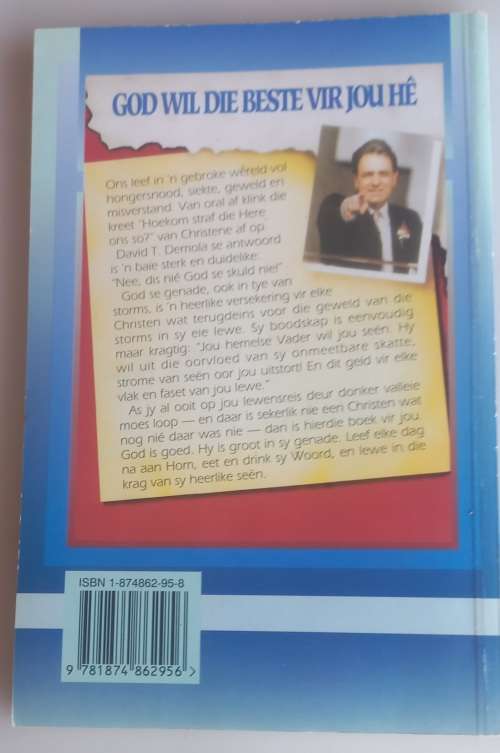 GOD WIL DIE BESTE VIR JOU HÊ
Ons leef in 'n gebroke wêreld vol
hongersnood, siekte, geweld en
misverstand. Van oral af klink die
kreet "Hoekom straf die Here
ons so?" van Christene af op.
David T. Demola se antwoord
is 'n baie sterk en duidelike:
"Nee, dis nié God se skuld nie!"
God se genade, ook in tye van
storms, is 'n heerlike versekering vir elke
Christen wat terugdeins voor die geweld van die
storms in sy eie lewe. Sy boodskap is eenvoudig
maar kragtig: "Jou hemelse Vader wil jou seën. Hy
wil uit die oorvloed van sy onmeetbare skatte,
strome van seën oor jou uitstort! En dit geld vir elke
vlak en faset van jou lewe."
As jy al ooit op jou lewensreis deur donker valleie
moes loop — en daar is sekerlik nie een Christen wat
nog nié daar was nie — dan is hierdie boek vir jou.
God is goed. Hy is groot in sy genade. Leef elke dag
na aan Hom, eet en drink sy Woord, en lewe in die
krag van sy heerlike seën.
ISBN 1-874862-95-8
9 781874 862956 >